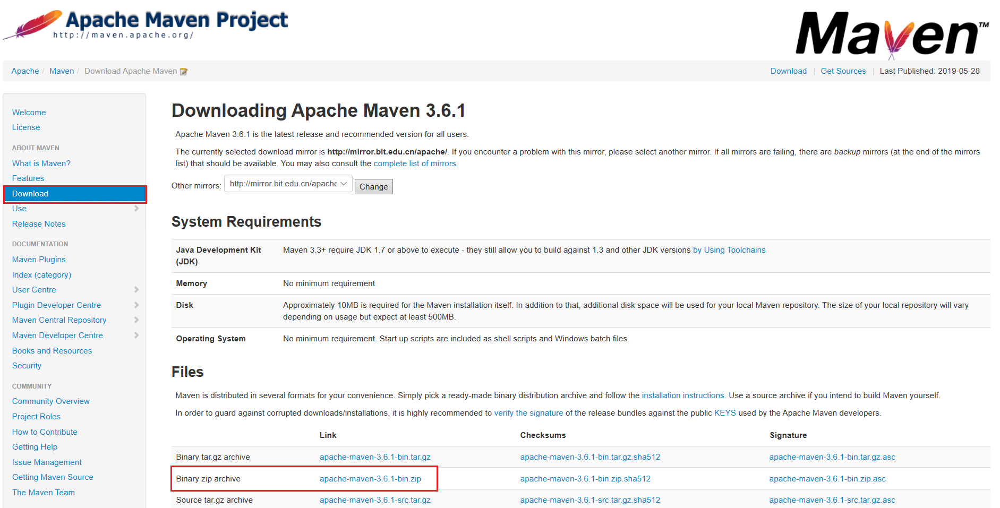 Apache Maven Project
http://maven.apache.org/
Maven™
Apache / Maven / Download Apache Maven
Download | Get Sources | Last Published: 2019-05-28
Welcome
License
ABOUT MAVEN
What is Maven?
Features
Download
Use
Release Notes
DOCUMENTATION
Maven Plugins
Index (category)
User Centre
Plugin Developer Centre
Maven Central Repository
Maven Developer Centre
Books and Resources
Security
COMMUNITY
Community Overview
Project Roles
How to Contribute
Getting Help
Issue Management
Getting Maven Source
The Maven Team
Downloading Apache Maven 3.6.1
Apache Maven 3.6.1 is the latest release and recommended version for all users.
The currently selected download mirror is http://mirror.bit.edu.cn/apache/. If you encounter a problem with this mirror, please select another mirror. If all mirrors are failing, there are backup mirrors (at the end of the mirrors
list) that should be available. You may also consult the complete list of mirrors.
Other mirrors: http://mirror.bit.edu.cn/apache Change
System Requirements
Java Development Kit Maven 3.3+ require JDK 1.7 or above to execute - they still allow you to build against 1.3 and other JDK versions by Using Toolchains
(JDK)
Memory No minimum requirement
Disk Approximately 10MB is required for the Maven installation itself. In addition to that, additional disk space will be used for your local Maven repository. The size of your local repository will vary
depending on usage but expect at least 500MB.
Operating System No minimum requirement. Start up scripts are included as shell scripts and Windows batch files.
Files
Maven is distributed in several formats for your convenience. Simply pick a ready-made binary distribution archive and follow the installation instructions. Use a source archive if you intend to build Maven yourself.
In order to guard against corrupted downloads/installations, it is highly recommended to verify the signature of the release bundles against the public KEYS used by the Apache Maven developers.
Link Checksums Signature
Binary tar.gz archive apache-maven-3.6.1-bin.tar.gz apache-maven-3.6.1-bin.tar.gz.sha512 apache-maven-3.6.1-bin.tar.gz.asc
Binary zip archive apache-maven-3.6.1-bin.zip apache-maven-3.6.1-bin.zip.sha512 apache-maven-3.6.1-bin.zip.asc
Source tar.gz archive apache-maven-3.6.1-src.tar.gz apache-maven-3.6.1-src.tar.gz.sha512 apache-maven-3.6.1-src.tar.gz.asc